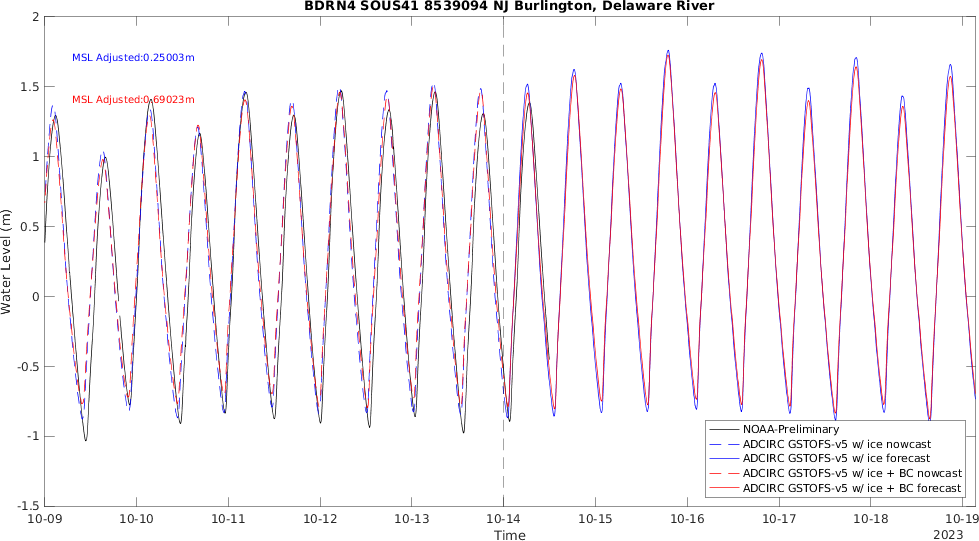 BDRN4 SOUS41 8539094 NJ Burlington, Delaware River
2
1.5
1
0.5
0
-0.5
-1
-1.5
Water Level (m)
MSL Adjusted:0.25003m
MSL Adjusted:0.69023m
NOAA-Preliminary
ADCIRC GSTOFS-v5 w/ ice nowcast
ADCIRC GSTOFS-v5 w/ ice forecast
ADCIRC GSTOFS-v5 w/ ice + BC nowcast
ADCIRC GSTOFS-v5 w/ ice + BC forecast
10-09 10-10 10-11 10-12 10-13 10-14 10-15 10-16 10-17 10-18 10-19
Time
2023